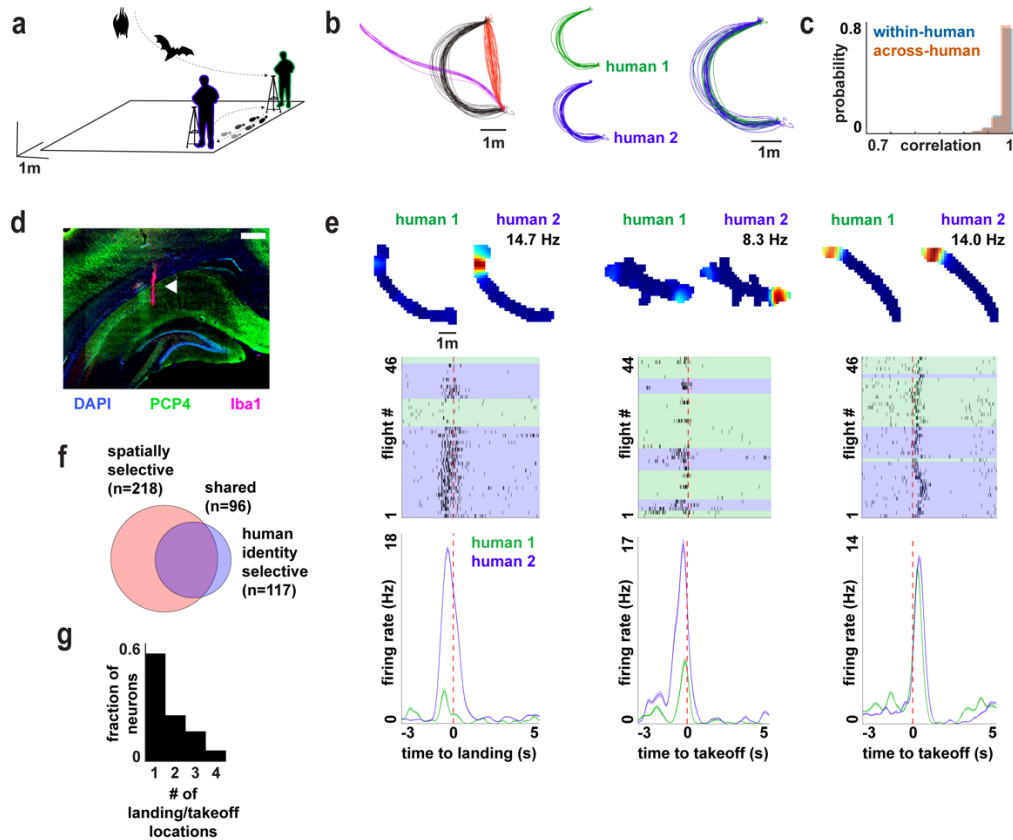 a
1m
b
1m
human 1
human 2
1m
c
0.8
probability
0
within-human
across-human
0.7
correlation
1
d
DAPI PCP4 Iba1
e
human 1 human 2
14.7 Hz
1m
human 1 human 2
8.3 Hz
human 1 human 2
14.0 Hz
46
flight #
1
44
flight #
1
46
flight #
1
18
firing rate (Hz)
0
human 1
human 2
0 5
time to landing (s)
17
firing rate (Hz)
0
0 5
time to takeoff (s)
14
firing rate (Hz)
0
0 5
time to takeoff (s)
f
spatially
selective
(n=218)
shared
(n=96)
human
identity
selective
(n=117)
g
0.6
fraction of
neurons
0
1 2 3 4
# of
landing/takeoff
locations